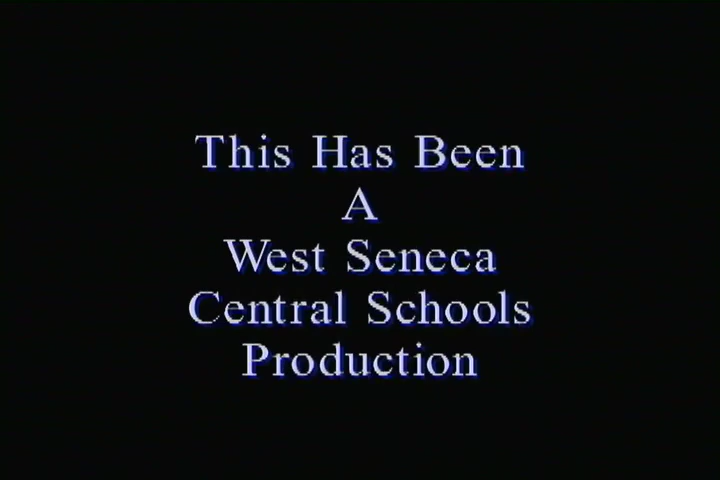 This Has Been
A
West Seneca
Central Schools
Production